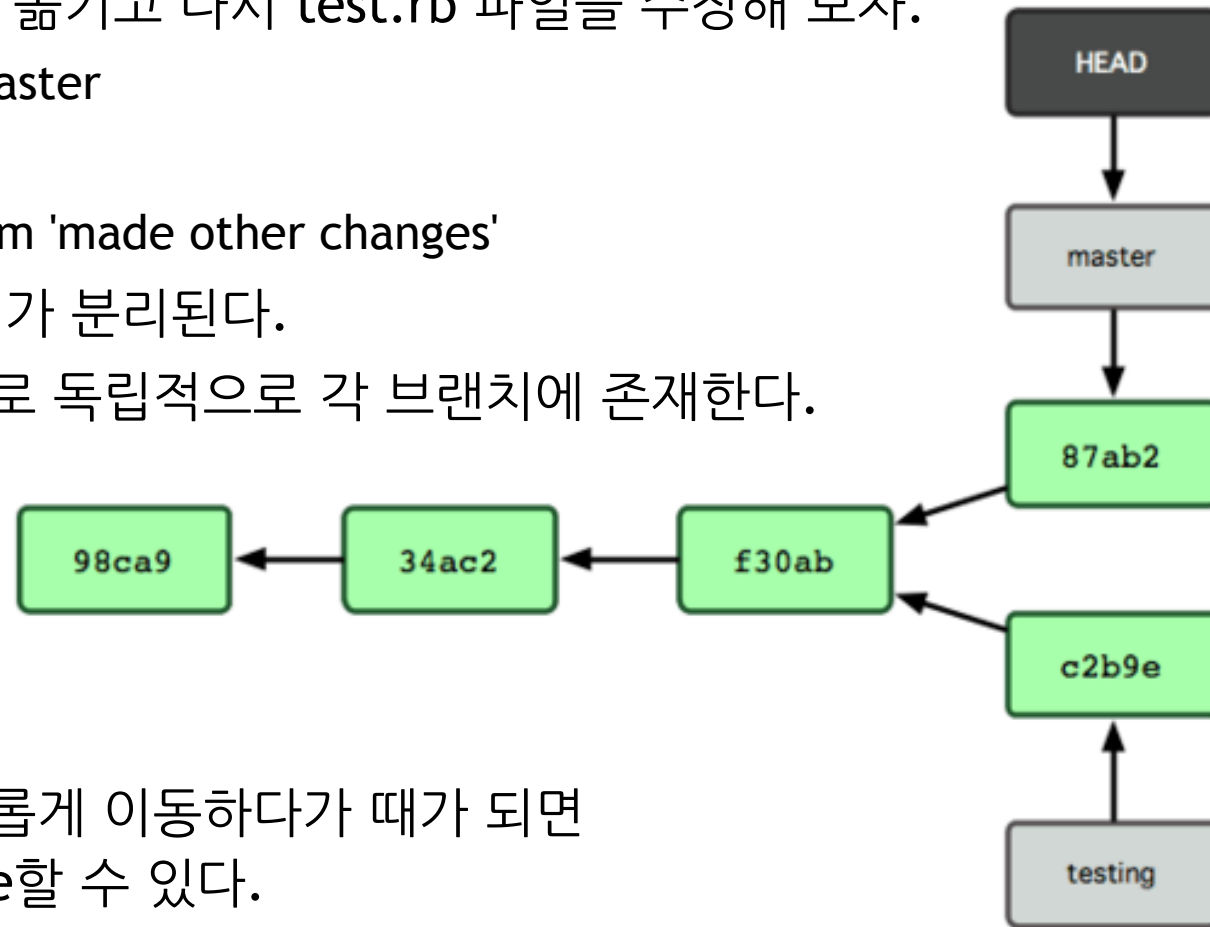 옮기고 다시 test.rb 파일을 수정해 보자.
aster
m 'made other changes'
가 분리된다.
로 독립적으로 각 브랜치에 존재한다.
롭게 이동하다가 때가 되면
e할 수 있다.
HEAD
master
87ab2
98ca9
34ac2
f30ab
c2b9e
testing